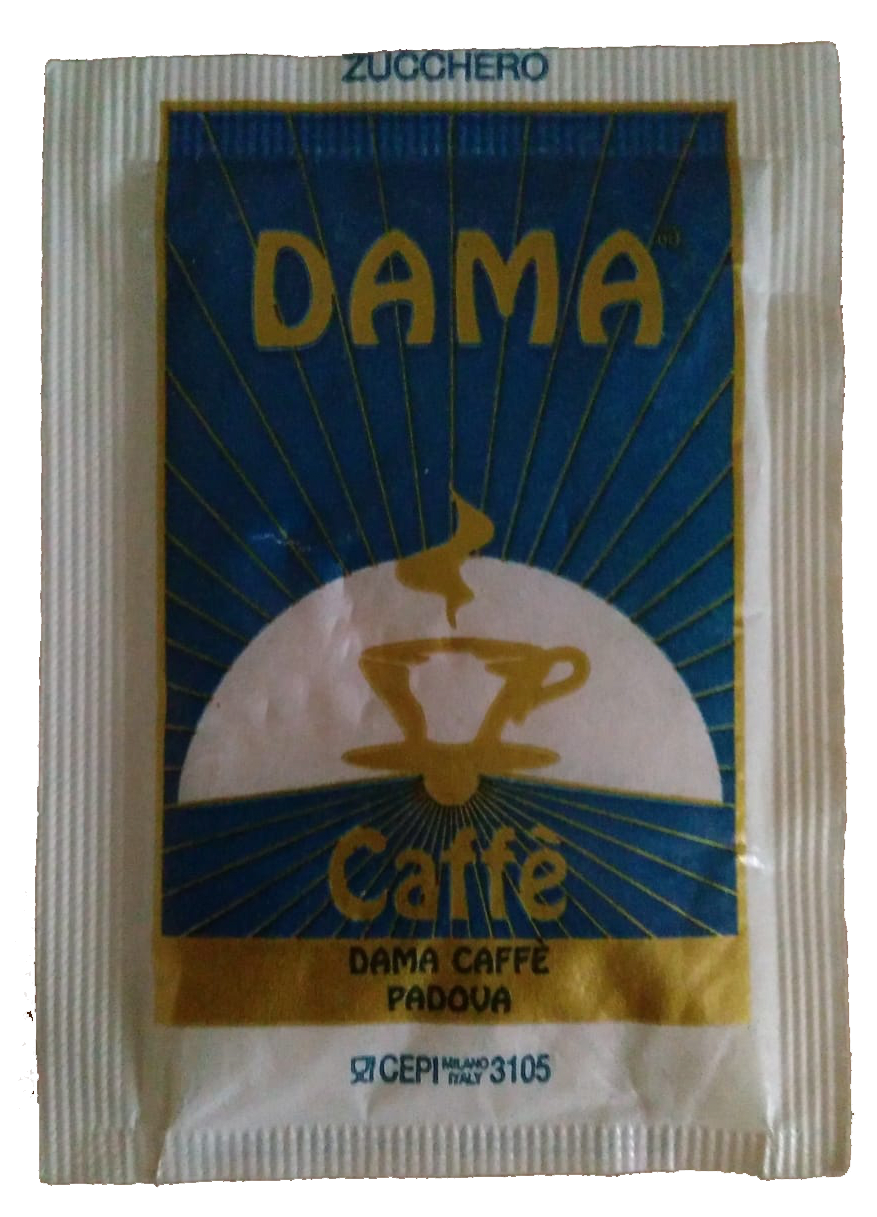 ZUCCHERO
DAMA
Caffè
DAMA CAFFÈ
PADOVA
CEPI MILANO ITALY 3105